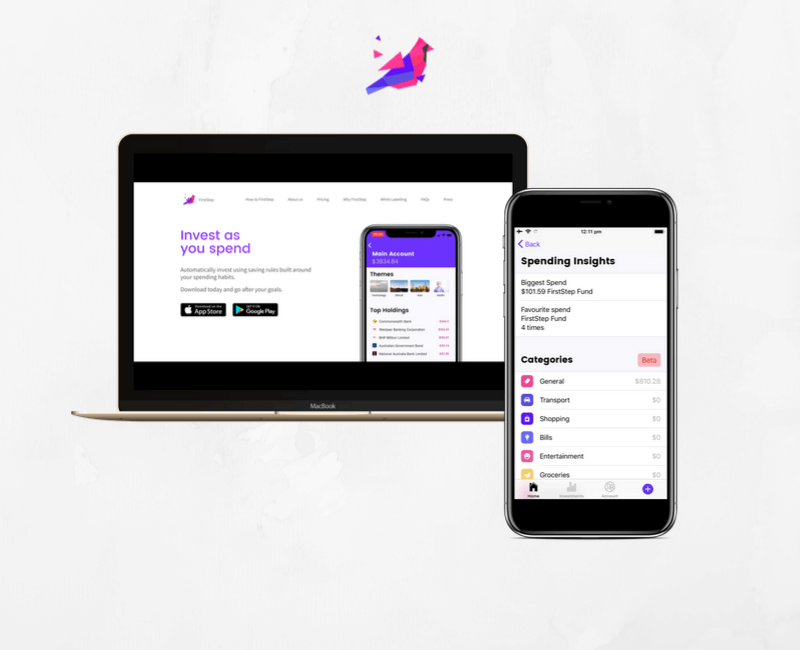 FirstStep
How to FirstStep
About us
Pricing
Why FirstStep
White Labelling
FAQs
Press
Invest as
you spend
Automatically invest using saving rules built around
your spending habits.
Download today and go after your goals.
App Store
GET IT ON
Google Play
Main Account
$3834.84
Themes
Technology
Top Holdings
Commonwealth Bank
Westpac Banking Corporation
BHP Billiton Limited
Australian Government Bond
National Australia Bank Limited
MacBook
12:11 pm
Back
Spending Insights
Biggest Spend
$101.59 FirstStep Fund
Favourite spend
FirstStep Fund
4 times
Categories
Beta
General
$810.28
Transport
$0
Shopping
$0
Bills
$0
Entertainment
$0
Groceries
$0
Home
Investments
Account